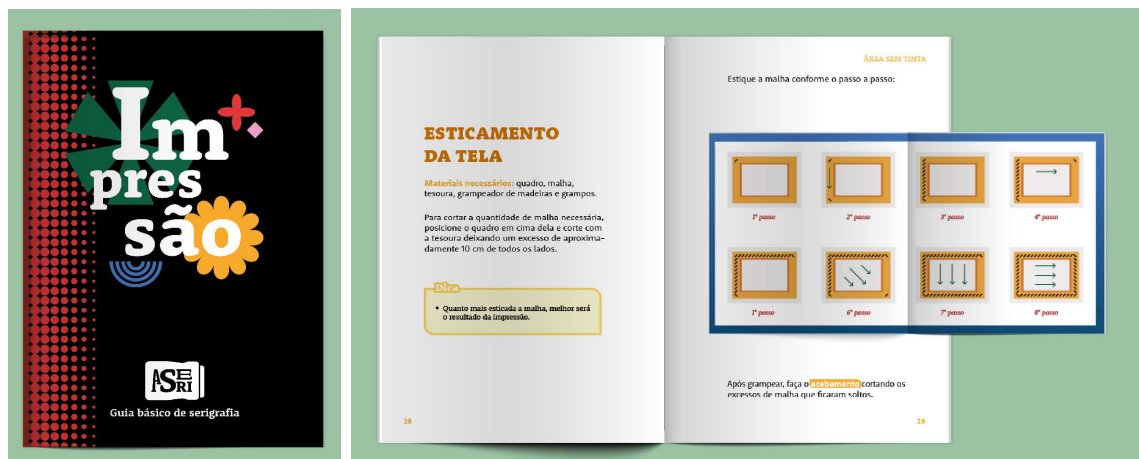 Im
pres
são
ASERI
Guia básico de serigrafia
ESTICAMENTO
DA TELA
Materiais necessários: quadro, malha,
tesoura, grampeador de madeiras e grampos.
Para cortar a quantidade de malha necessária,
posicione o quadro em cima dela e corte com
a tesoura deixando um excesso de aproxima-
damente 10 cm de todos os lados.
Dica
• Quanto mais esticada a malha, melhor será
o resultado da impressão.
28
ÁREA SEM TINTA
Estique a malha conforme o passo a passo:
1º passo
2º passo
3º passo
4º passo
1º passo
6º passo
7º passo
8º passo
Após grampear, faça o acabamento cortando os
excessos de malha que ficaram soltos.
29